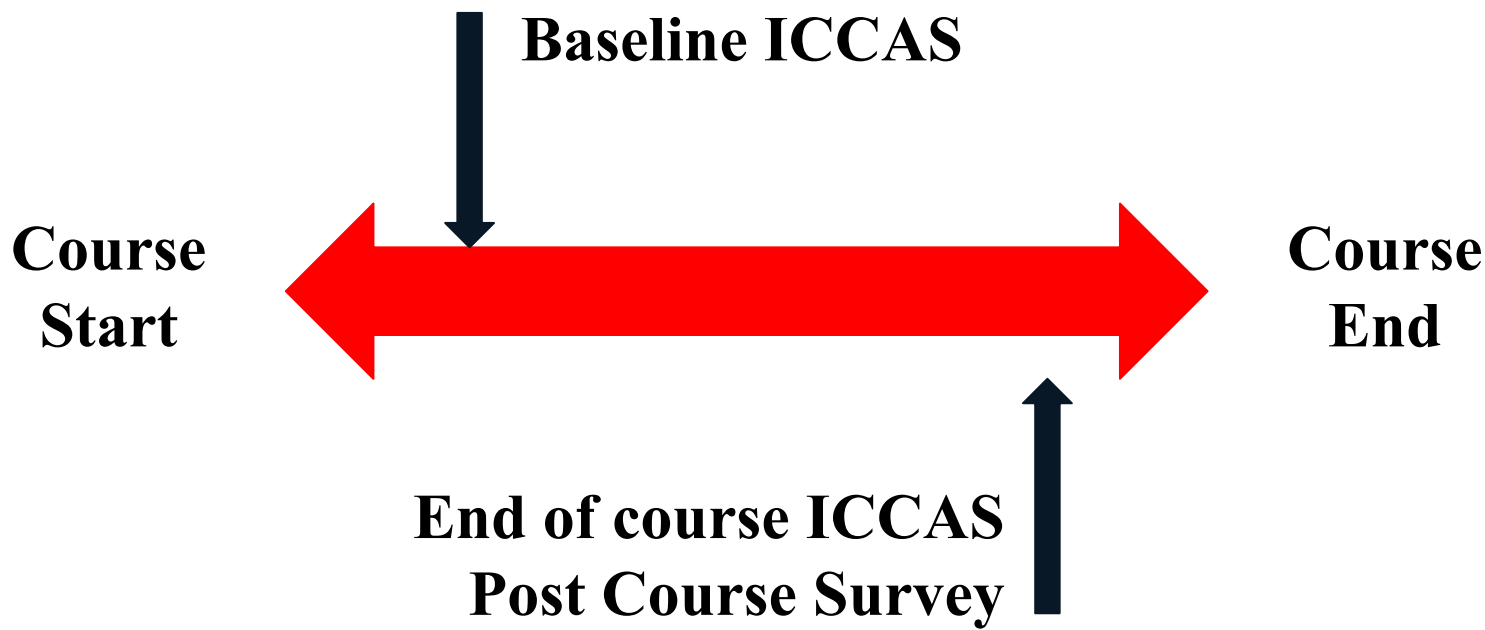 Baseline ICCAS
Course
Start
Course
End
End of course ICCAS
Post Course Survey